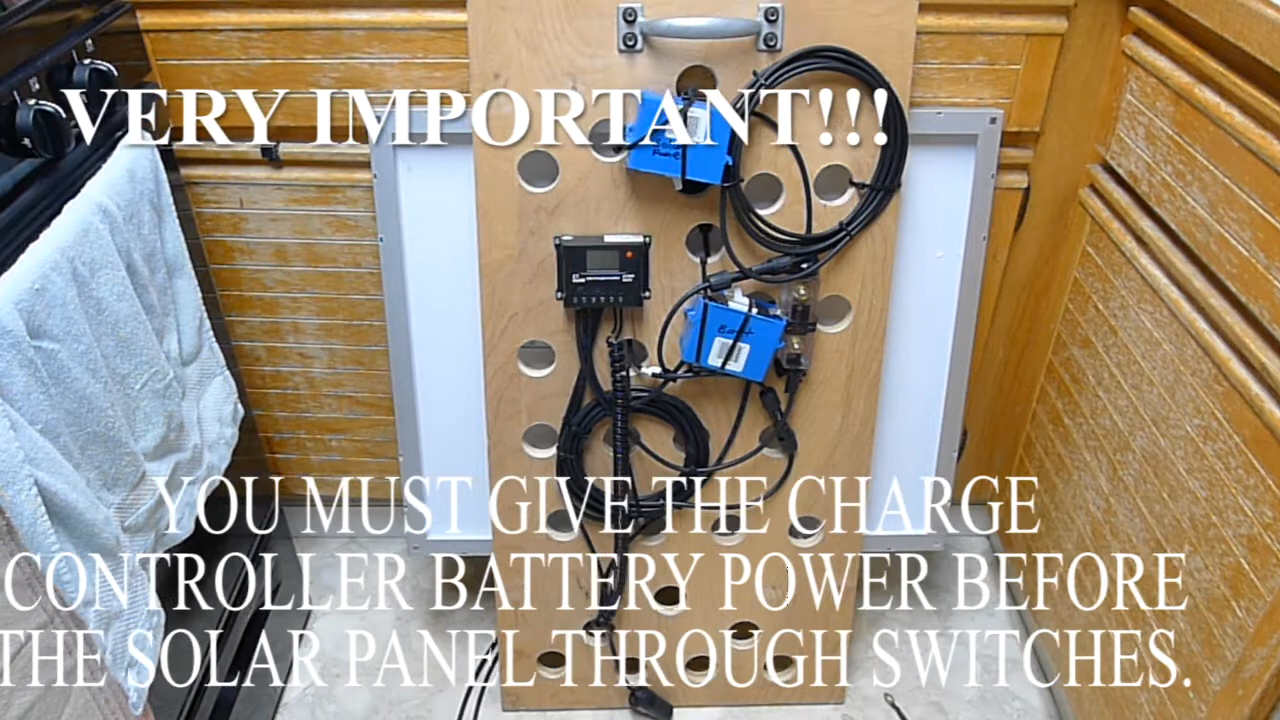 VERY IMPORTANT!!!
YOU MUST GIVE THE CHARGE
CONTROLLER BATTERY POWER BEFORE
THE SOLAR PANEL THROUGH SWITCHES.